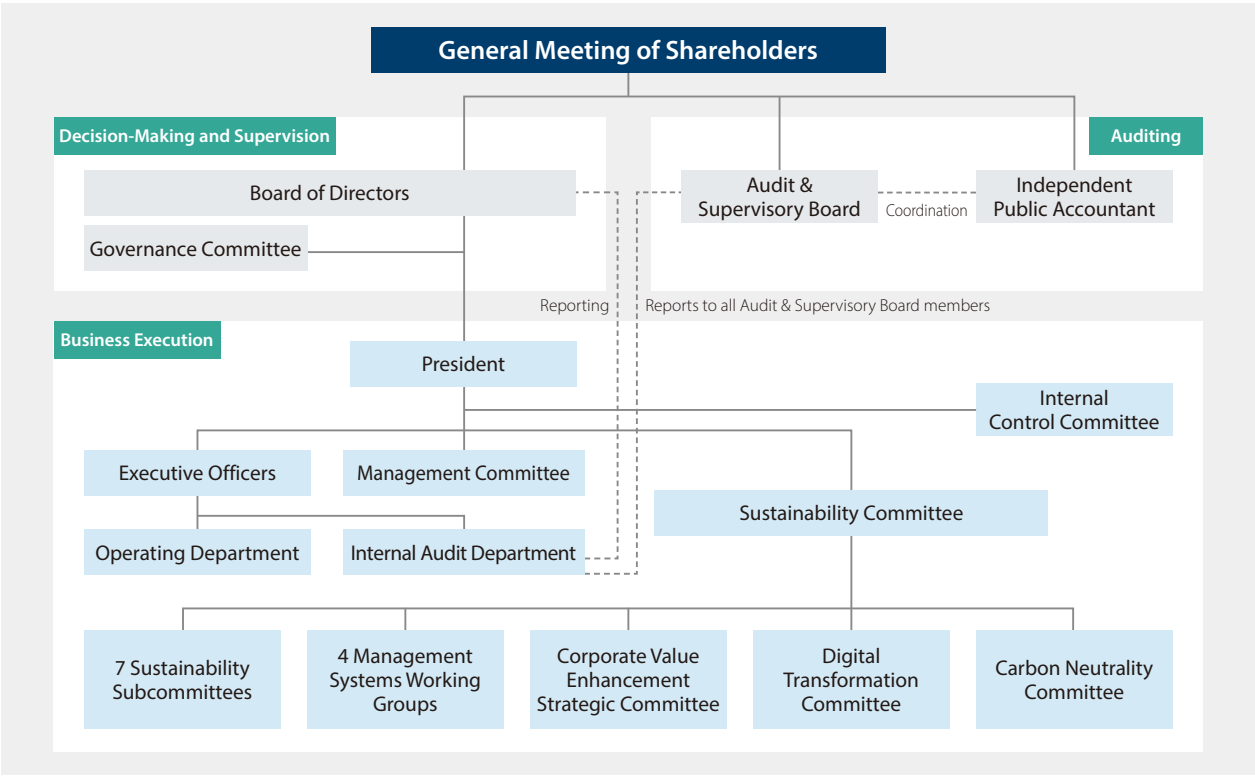 General Meeting of Shareholders
Decision-Making and Supervision
Auditing
Board of Directors
Governance Committee
Audit &
Supervisory Board
Coordination
Independent
Public Accountant
Reporting
Reports to all Audit & Supervisory Board members
Business Execution
President
Internal
Control Committee
Executive Officers
Management Committee
Sustainability Committee
Operating Department
Internal Audit Department
7 Sustainability
Subcommittees
4 Management
Systems Working
Groups
Corporate Value
Enhancement
Strategic Committee
Digital
Transformation
Committee
Carbon Neutrality
Committee